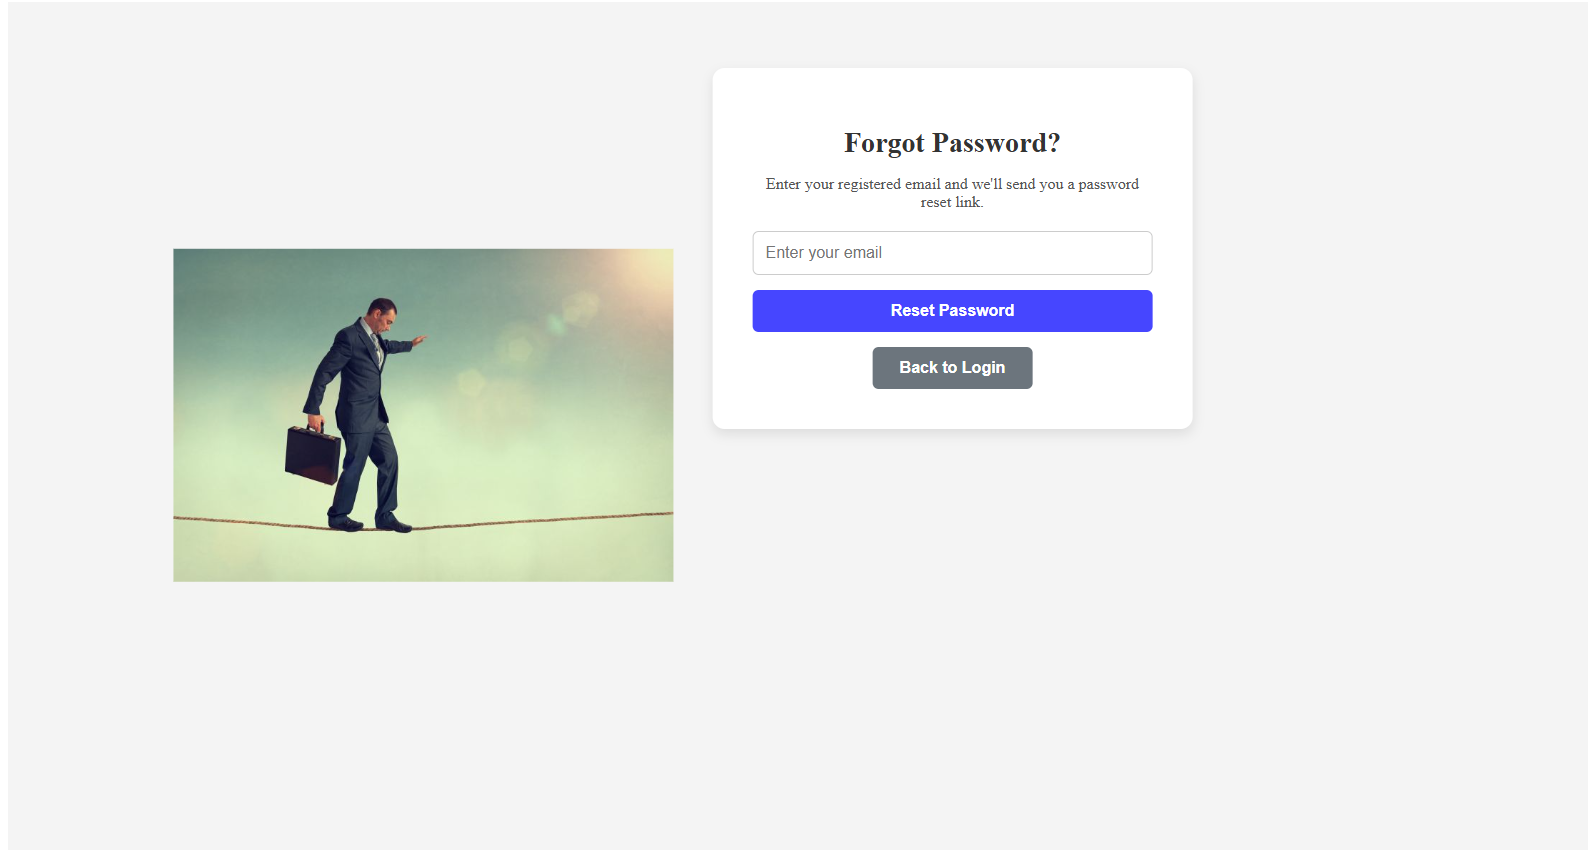 Forgot Password?
Enter your registered email and we'll send you a password
reset link.
Enter your email
Reset Password
Back to Login